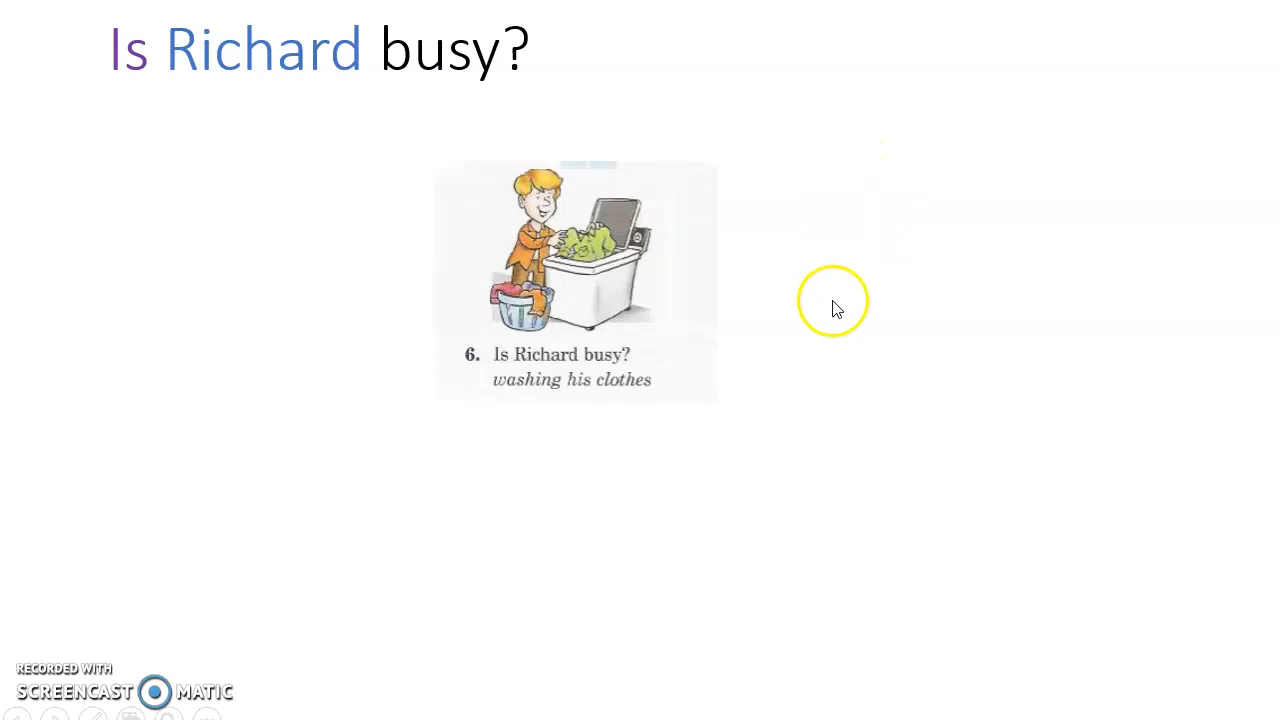 Is Richard busy?
6. Is Richard busy?
washing his clothes
RECORDED WITH
SCREENCAST MATIC